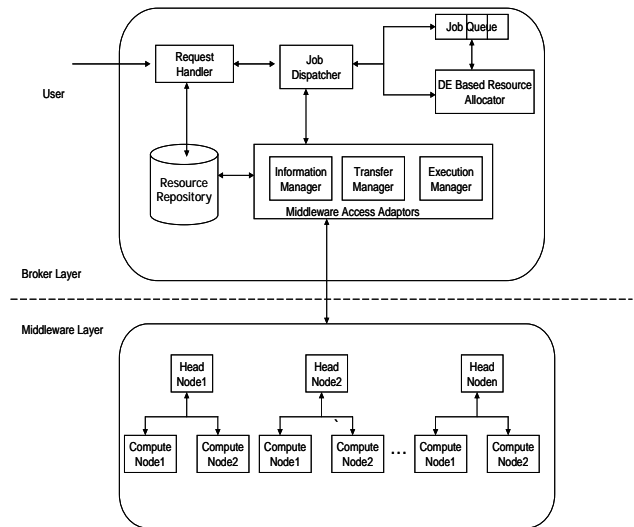 Job Queue
Request
Handler
Job
Dispatcher
DE Based Resource
Allocator
User
Resource
Repository
Information
Manager
Transfer
Manager
Execution
Manager
Middleware Access Adaptors
Broker Layer
Middleware Layer
Head
Node1
Head
Node2
Head
Noden
Compute
Node1
Compute
Node2
Compute
Node1
Compute
Node2
...
Compute
Node1
Compute
Node2